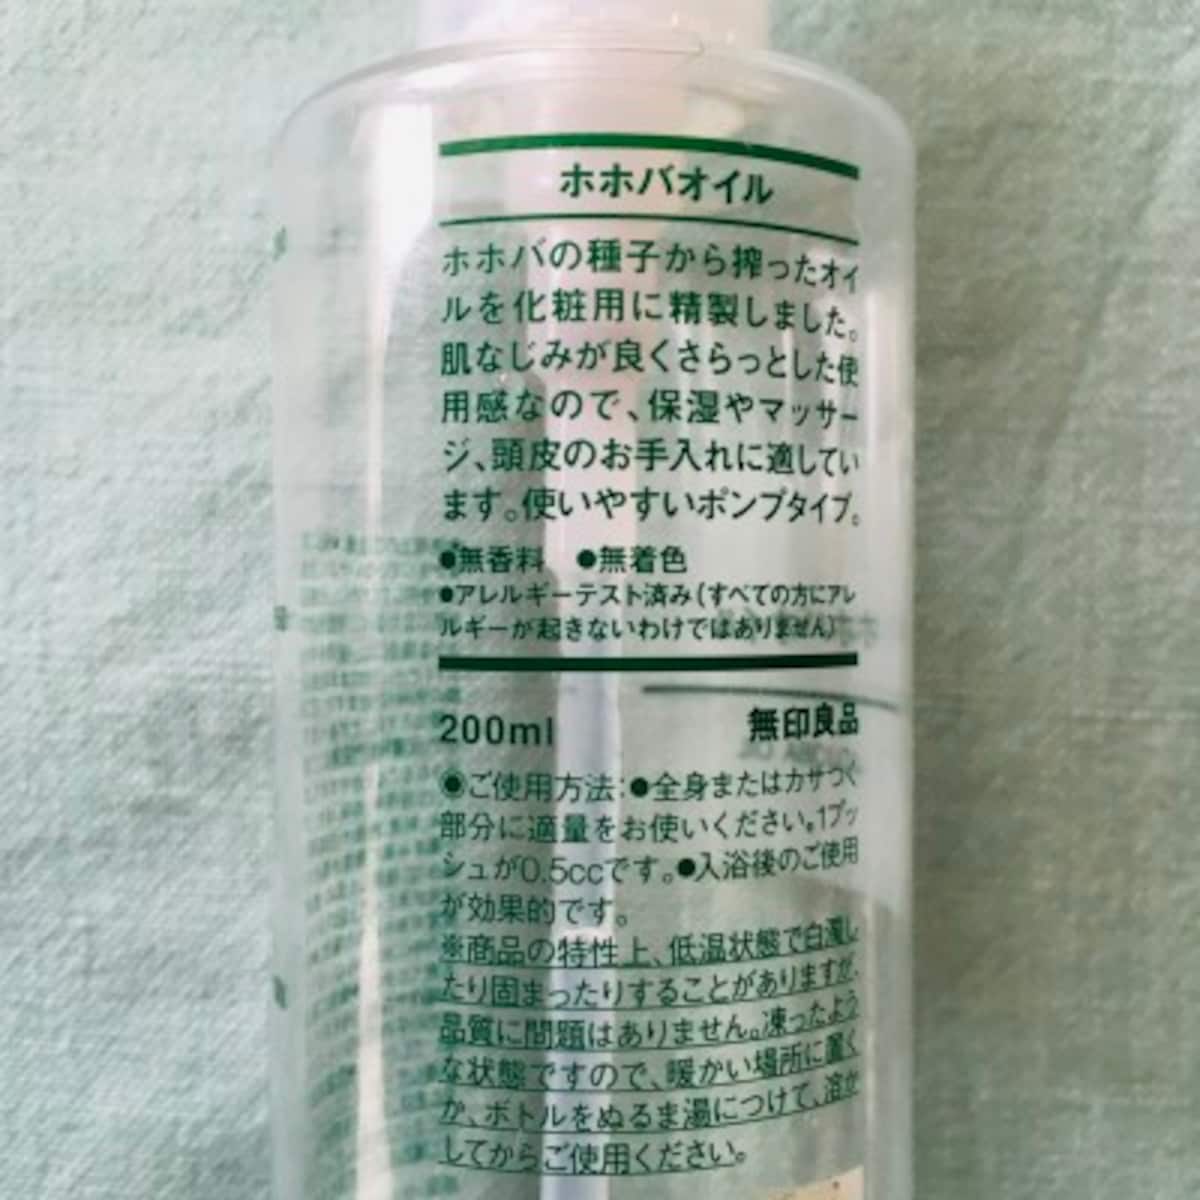 ホホバオイル
ホホバの種子から搾ったオイ
ルを化粧用に精製しました。
肌なじみが良くさらっとした使
用感なので、保湿やマッサー
ジ、頭皮のお手入れに適してい
ます。使いやすいポンプタイプ。
●無香料 ●無着色
●アレルギーテスト済み(すべての方にアレ
ルギーが起きないわけではありません)
200ml 無印良品
●ご使用方法:●全身またはカサつく
部分に適量をお使いください。1プッ
シュが0.5ccです。●入浴後のご使用
が効果的です。
※商品の特性上、低温状態で白濁し
たり固まったりすることがありますが、
品質に問題はありません。凍ったよう
な状態ですので、暖かい場所に置く
か、ボトルをぬるま湯につけて、溶か
してからご使用ください。